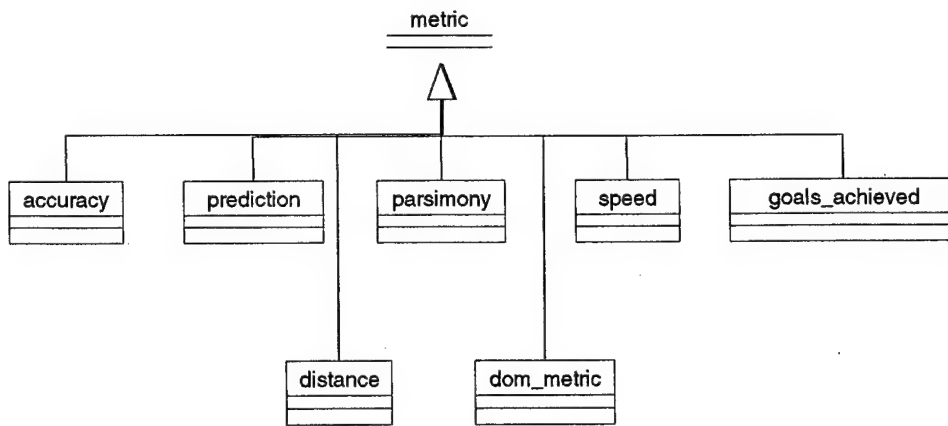 metric
accuracy
prediction
parsimony
speed
goals_achieved
distance
dom_metric